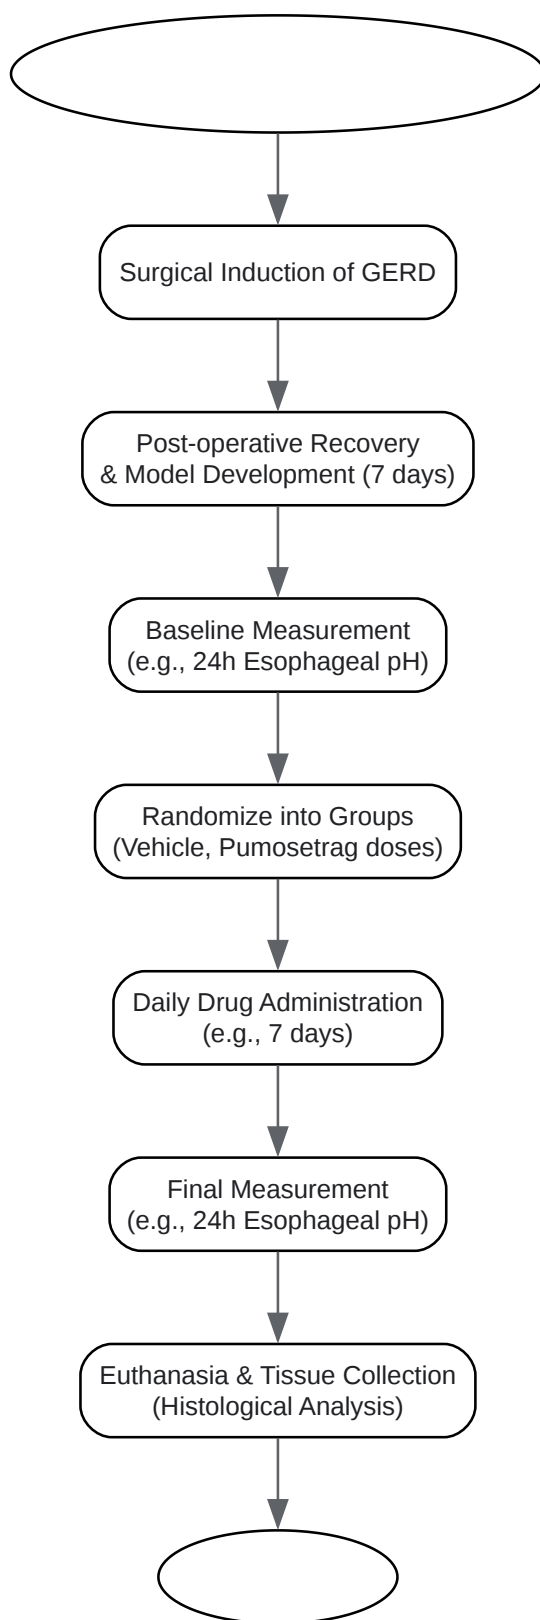 Surgical Induction of GERD
Post-operative Recovery
& Model Development (7 days)
Baseline Measurement
(e.g., 24h Esophageal pH)
Randomize into Groups
(Vehicle, Pumosetrag doses)
Daily Drug Administration
(e.g., 7 days)
Final Measurement
(e.g., 24h Esophageal pH)
Euthanasia & Tissue Collection
(Histological Analysis)